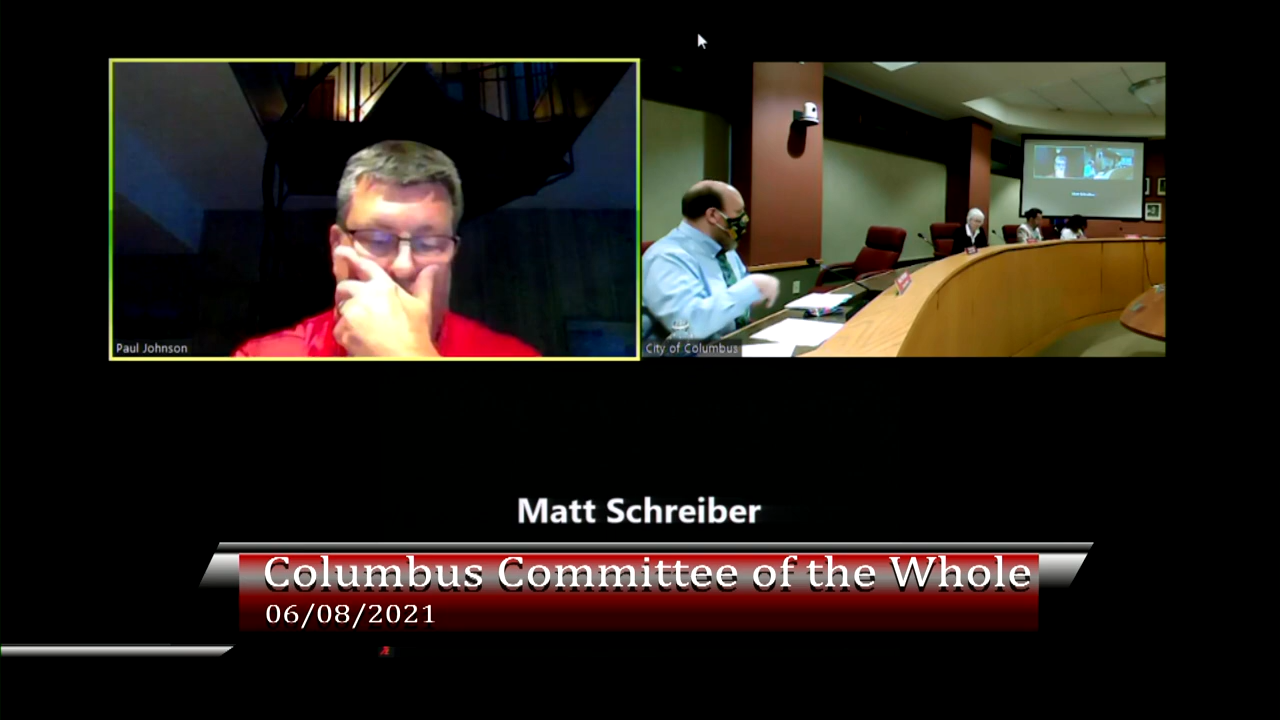 Paul Johnson
City of Columbus
Matt Schreiber
Columbus Committee of the Whole
06/08/2021